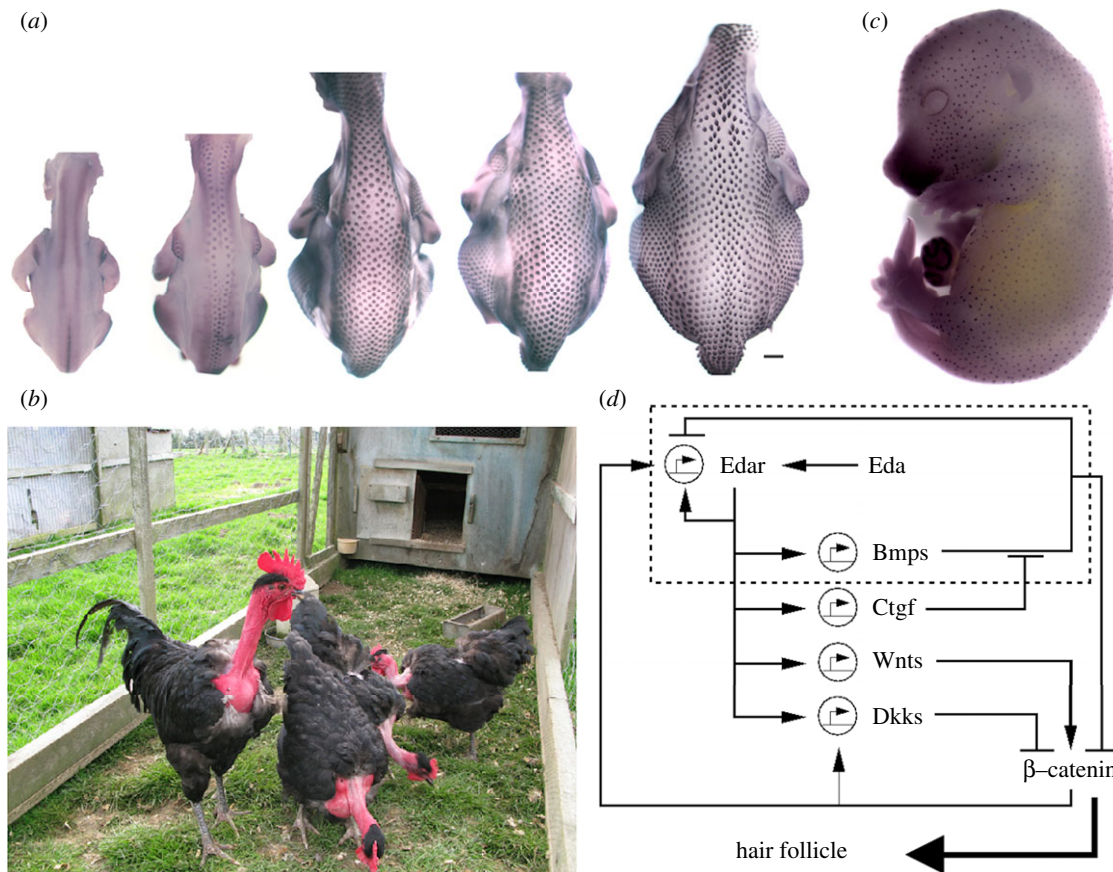 (a)
(c)
(b)
(d)
Edar
Eda
Bmps
Ctgf
Wnts
Dkks
β–catenin
hair follicle